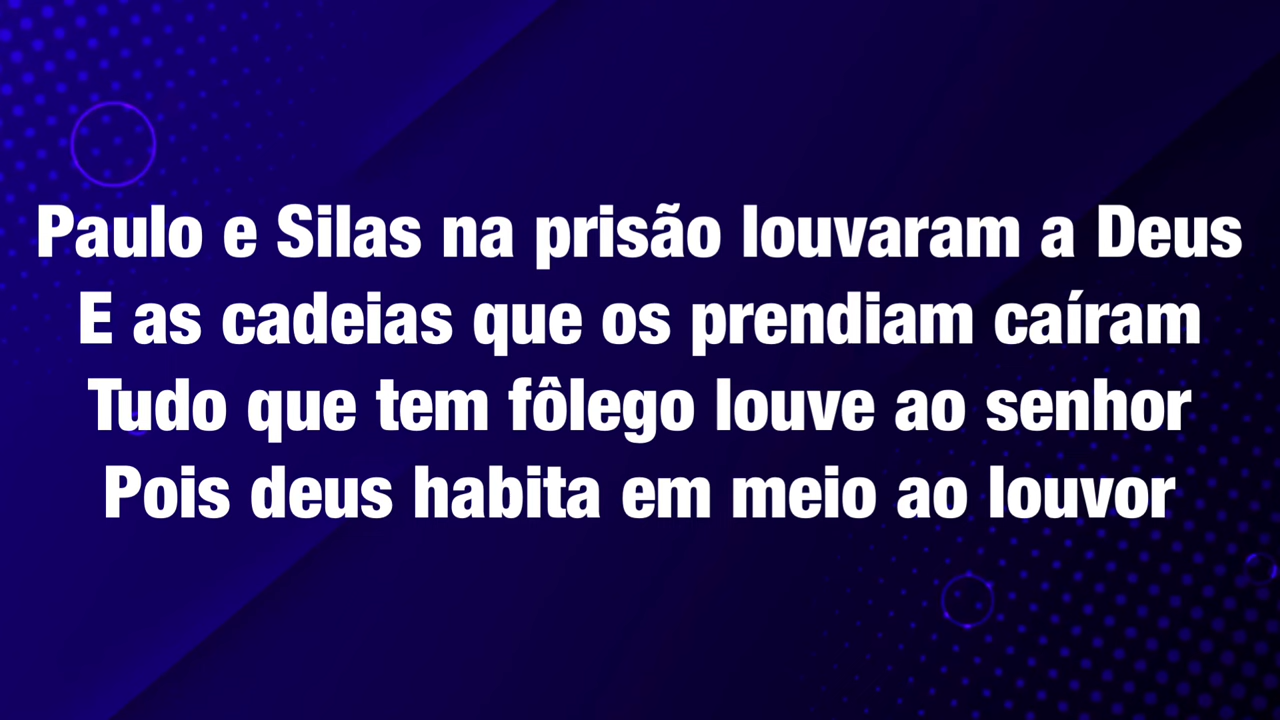 Paulo e Silas na prisão louvaram a Deus
E as cadeias que os prendiam caíram
Tudo que tem fôlego louve ao senhor
Pois deus habita em meio ao louvor